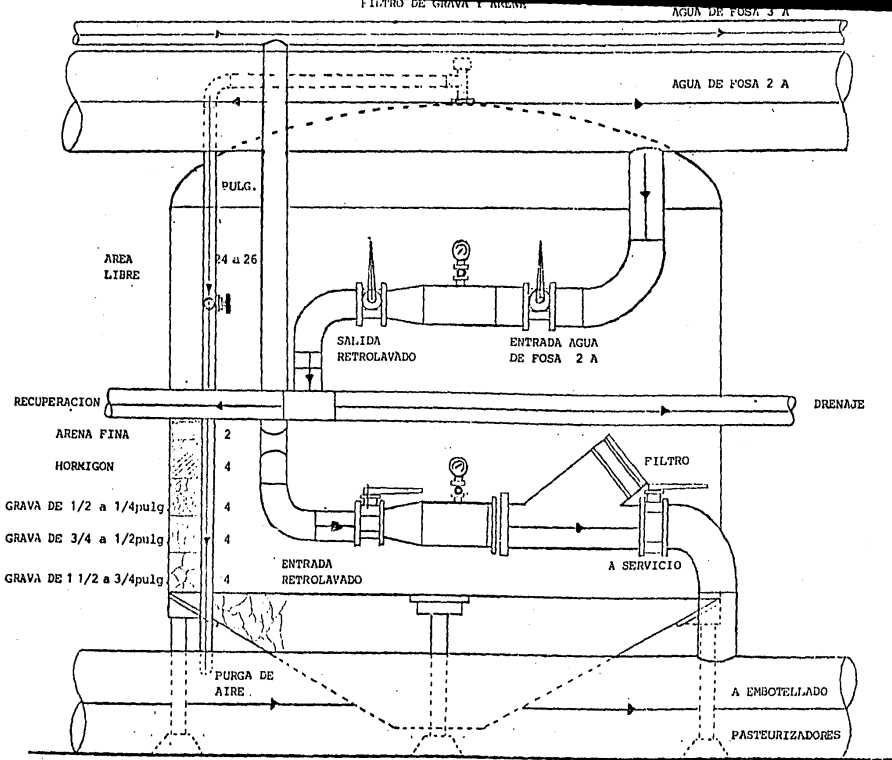 FILTRO DE GRAVA Y ARENA
AGUA DE FOSA 3 A
AGUA DE FOSA 2 A
PULG.
AREA
LIBRE
24 a 26
SALIDA
RETROLAVADO
ENTRADA AGUA
DE FOSA 2 A
RECUPERACION
DRENAJE
ARENA FINA 2
HORMIGON 4
FILTRO
GRAVA DE 1/2 a 1/4pulg. 4
GRAVA DE 3/4 a 1/2pulg. 4
GRAVA DE 1 1/2 a 3/4pulg. 4
ENTRADA
RETROLAVADO
A SERVICIO
PURGA DE
AIRE.
A EMBOTELLADO
PASTEURIZADORES